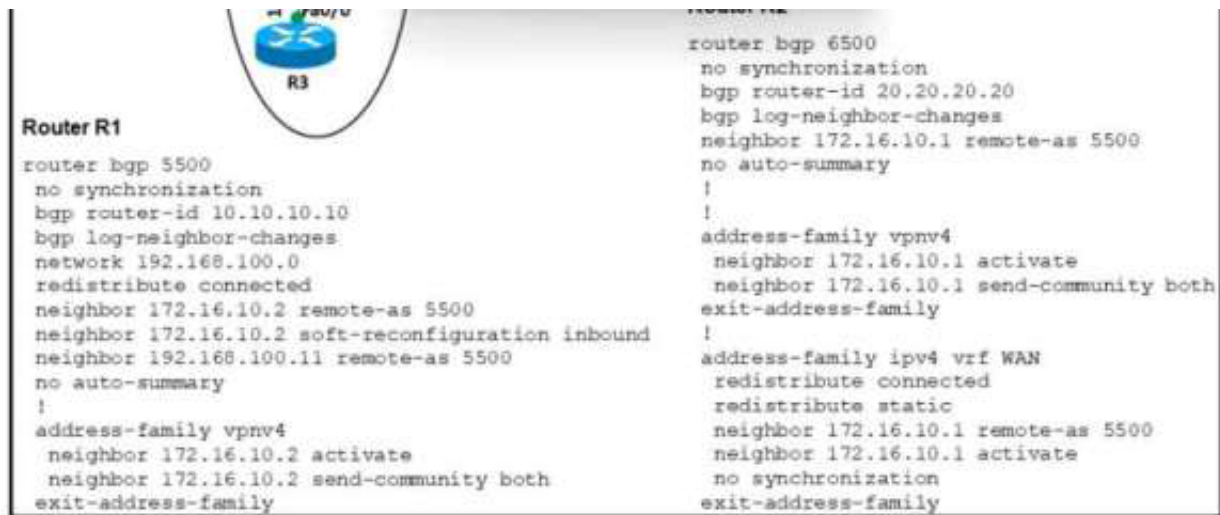 Fa0/0
R3
Router R1
router bgp 5500
no synchronization
bgp router-id 10.10.10.10
bgp log-neighbor-changes
network 192.168.100.0
redistribute connected
neighbor 172.16.10.2 remote-as 5500
neighbor 172.16.10.2 soft-reconfiguration inbound
neighbor 192.168.100.11 remote-as 5500
no auto-summary
!
address-family vpnv4
neighbor 172.16.10.2 activate
neighbor 172.16.10.2 send-community both
exit-address-family
Router R2
router bgp 6500
no synchronization
bgp router-id 20.20.20.20
bgp log-neighbor-changes
neighbor 172.16.10.1 remote-as 5500
no auto-summary
!
!
address-family vpnv4
neighbor 172.16.10.1 activate
neighbor 172.16.10.1 send-community both
exit-address-family
!
address-family ipv4 vrf WAN
redistribute connected
redistribute static
neighbor 172.16.10.1 remote-as 5500
neighbor 172.16.10.1 activate
no synchronization
exit-address-family